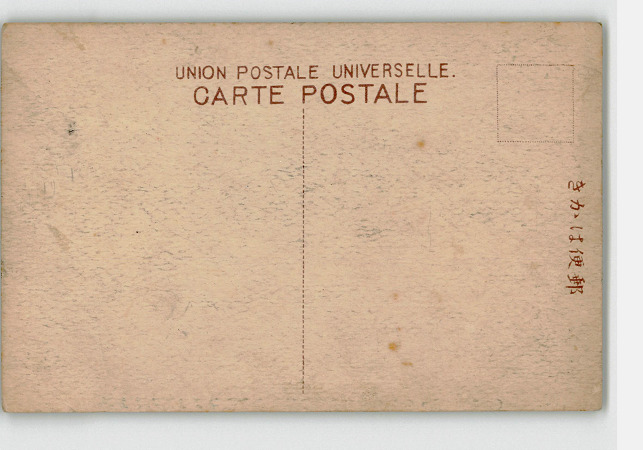 UNION POSTALE UNIVERSELLE.
CARTE POSTALE
きかは便郵